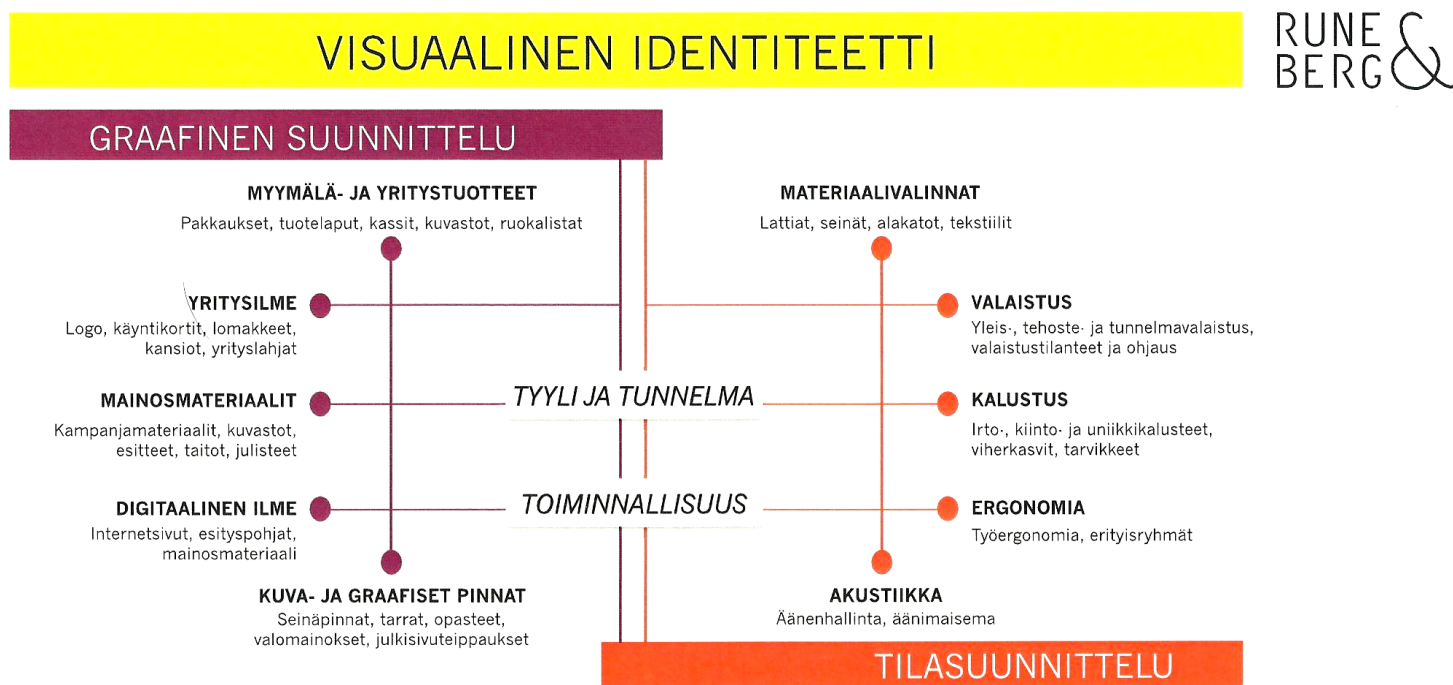 VISUAALINEN IDENTITEETTI
RUNE &
BERG
GRAAFINEN SUUNNITTELU
MYYMÄLÄ- JA YRITYSTUOTTEET
Pakkaukset, tuotelaput, kassit, kuvastot, ruokalistat
YRITYSILME
Logo, käyntikortit, lomakkeet,
kansiot, yrityslahjat
MAINOSMATERIAALIT
Kampanjamateriaalit, kuvastot,
esitteet, taitot, julisteet
DIGITAALINEN ILME
Internetsivut, esityspohjat,
mainosmateriaali
KUVA- JA GRAAFISET PINNAT
Seinäpinnat, tarrat, opasteet,
valomainokset, julkisivuteippaukset
TYYLI JA TUNNELMA
TOIMINNALLISUUS
MATERIAALIVALINNAT
Lattiat, seinät, alakatot, tekstiilit
VALAISTUS
Yleis-, tehoste- ja tunnelmavalaistus,
valaistustilanteet ja ohjaus
KALUSTUS
Irto-, kiinto- ja uniikkikalusteet,
viherkasvit, tarvikkeet
ERGONOMIA
Työergonomia, erityisryhmät
AKUSTIIKKA
Äänenhallinta, äänimaisema
TILASUUNNITTELU